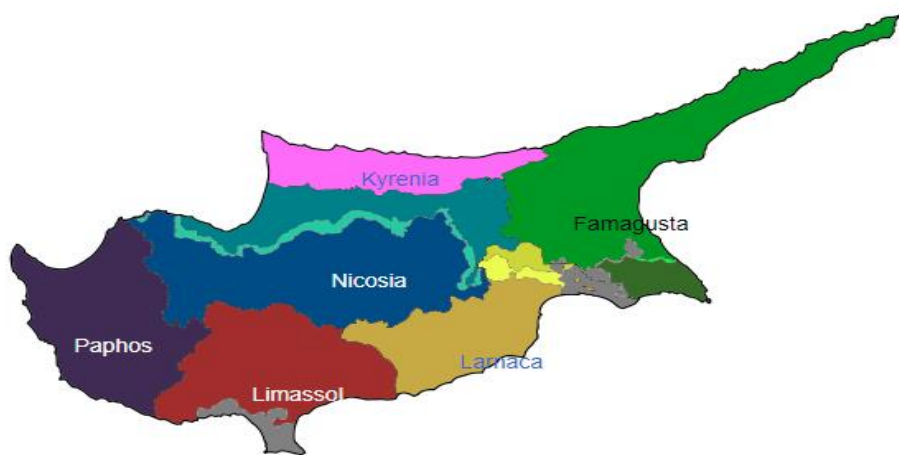 Kyrenia
Famagusta
Nicosia
Paphos
Larnaca
Limassol